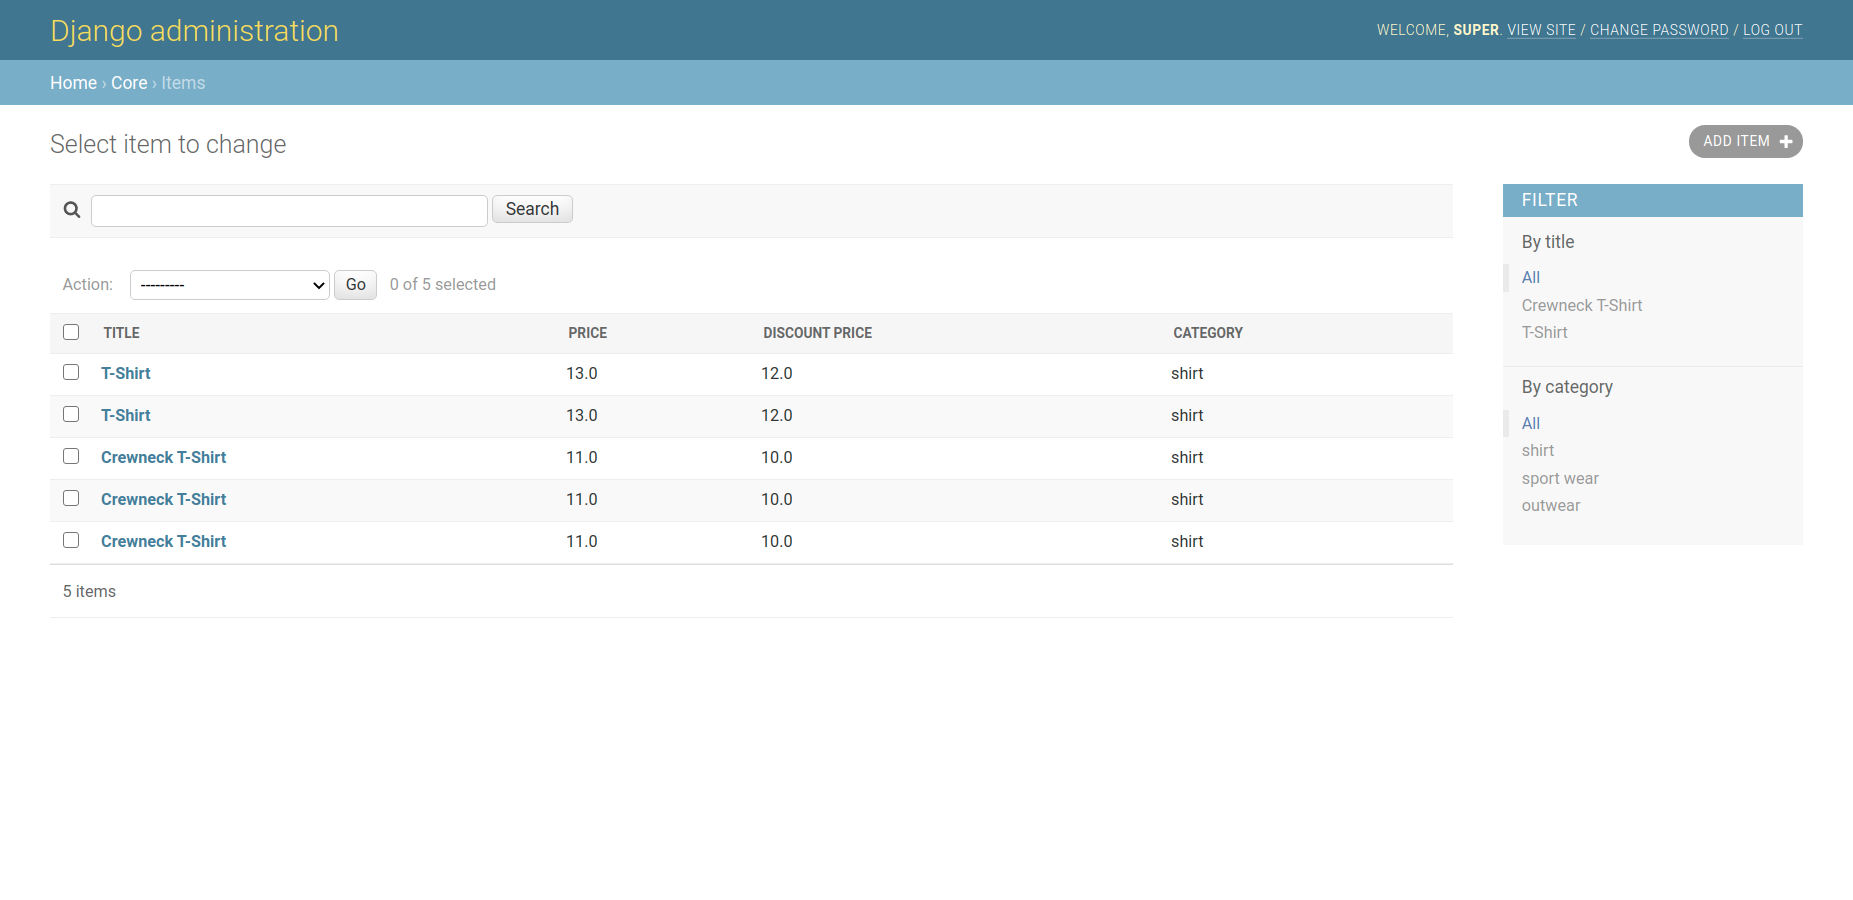 Django administration
WELCOME, SUPER. VIEW SITE / CHANGE PASSWORD / LOG OUT
Home › Core › Items
Select item to change
ADD ITEM
Search
Action: --------- Go 0 of 5 selected
TITLE PRICE DISCOUNT PRICE CATEGORY
T-Shirt 13.0 12.0 shirt
T-Shirt 13.0 12.0 shirt
Crewneck T-Shirt 11.0 10.0 shirt
Crewneck T-Shirt 11.0 10.0 shirt
Crewneck T-Shirt 11.0 10.0 shirt
5 items
FILTER
By title
All
Crewneck T-Shirt
T-Shirt
By category
All
shirt
sport wear
outwear